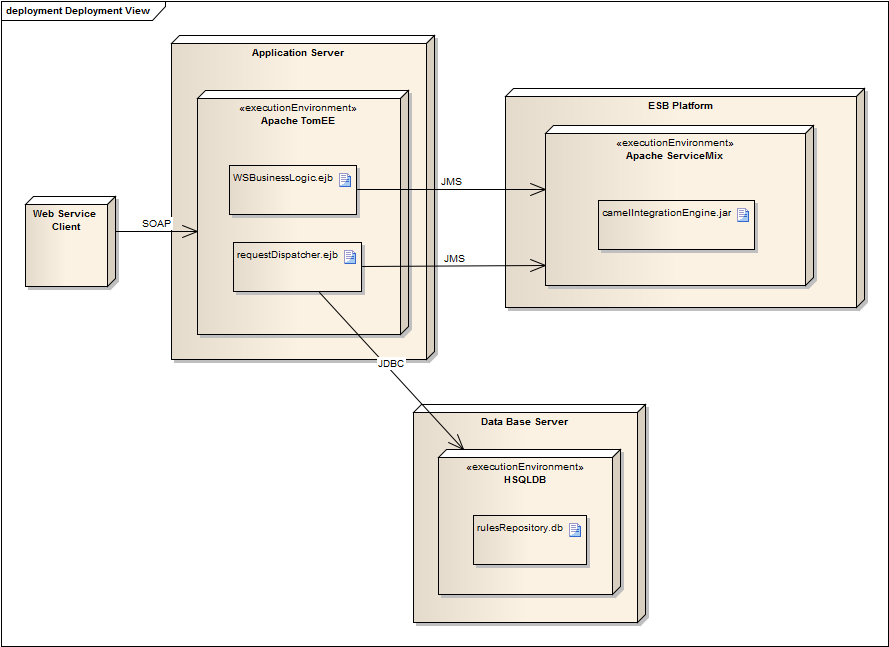 deployment Deployment View
Application Server
«executionEnvironment»
Apache TomEE
WSBusinessLogic.ejb
requestDispatcher.ejb
Web Service
Client
SOAP
JMS
JMS
JDBC
ESB Platform
«executionEnvironment»
Apache ServiceMix
camelIntegrationEngine.jar
Data Base Server
«executionEnvironment»
HSQLDB
rulesRepository.db